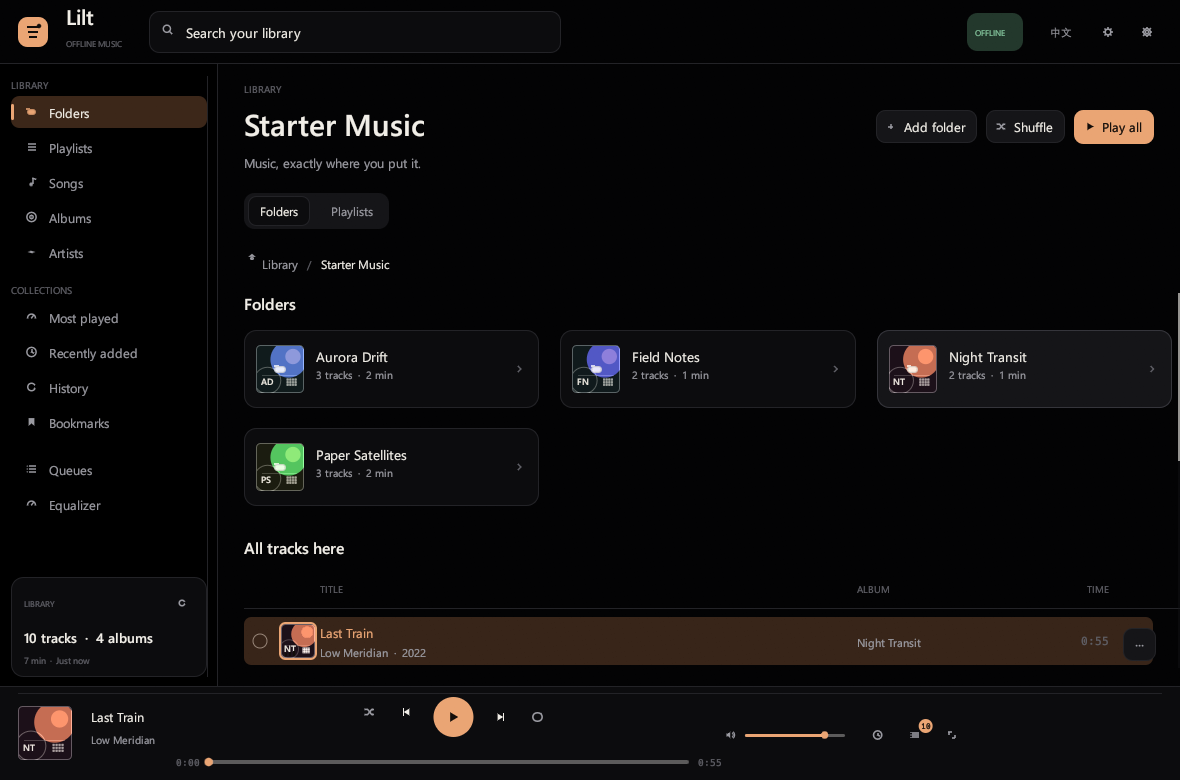 Lilt
OFFLINE MUSIC
Search your library
OFFLINE
中文
LIBRARY
Folders
Playlists
Songs
Albums
Artists
COLLECTIONS
Most played
Recently added
History
Bookmarks
Queues
Equalizer
LIBRARY
10 tracks · 4 albums
7 min · Just now
LIBRARY
Starter Music
Music, exactly where you put it.
Add folder
Shuffle
Play all
Folders
Playlists
Library / Starter Music
Folders
AD
Aurora Drift
3 tracks · 2 min
FN
Field Notes
2 tracks · 1 min
NT
Night Transit
2 tracks · 1 min
PS
Paper Satellites
3 tracks · 2 min
All tracks here
TITLE ALBUM TIME
NT
Last Train
Low Meridian · 2022
Night Transit
0:55
NT
Last Train
Low Meridian
0:00
0:55
10